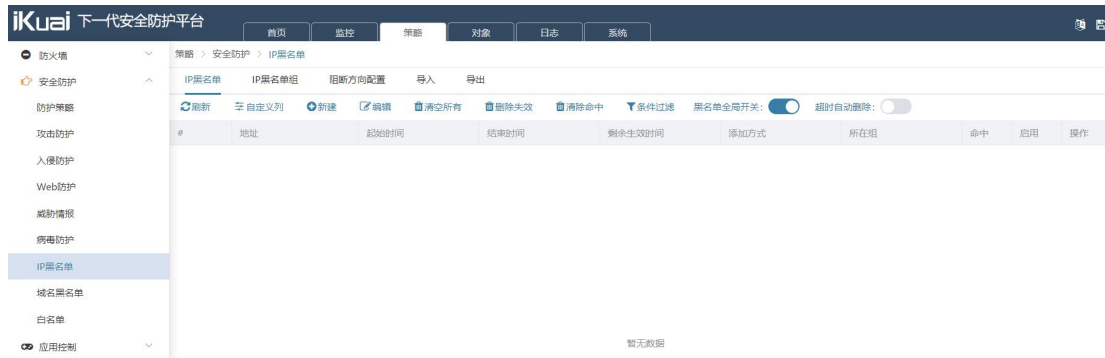 iKuai 下一代安全防护平台
首页 监控 策略 对象 日志 系统
防火墙
安全防护
防护策略
攻击防护
入侵防护
Web防护
威胁情报
病毒防护
IP黑名单
域名黑名单
白名单
应用控制
策略 > 安全防护 > IP黑名单
IP黑名单 IP黑名单组 阻断方向配置 导入 导出
刷新 自定义列 新建 编辑 清空所有 删除失效 清除命中 条件过滤 黑名单全局开关: 超时自动删除:
# 地址 起始时间 结束时间 剩余生效时间 添加方式 所在组 命中 启用 操作
暂无数据